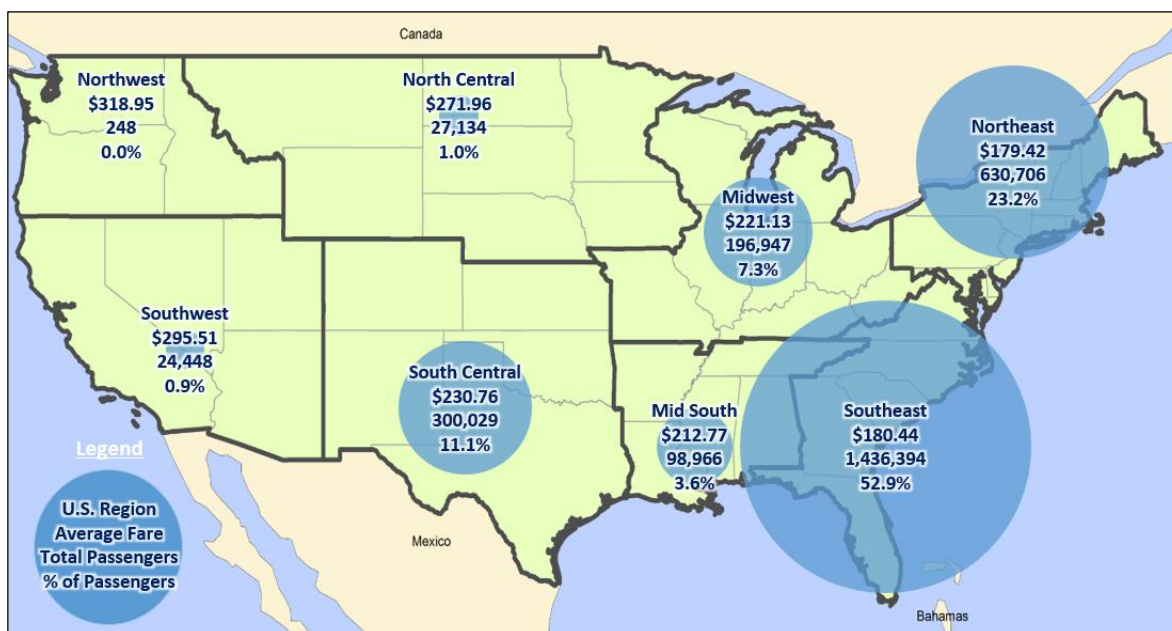 Canada
Northwest
$318.95
248
0.0%
North Central
$271.96
27,134
1.0%
Northeast
$179.42
630,706
23.2%
Midwest
$221.13
196,947
7.3%
Southwest
$295.51
24,448
0.9%
South Central
$230.76
300,029
11.1%
Mid South
$212.77
98,966
3.6%
Southeast
$180.44
1,436,394
52.9%
Legend
U.S. Region
Average Fare
Total Passengers
% of Passengers
Mexico
Bahamas